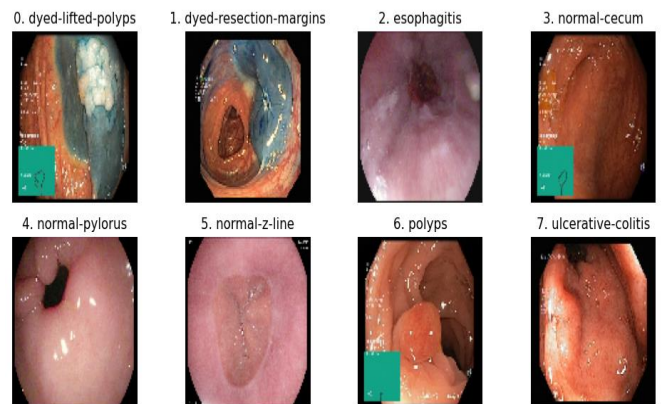 0. dyed-lifted-polyps
1. dyed-resection-margins
2. esophagitis
3. normal-cecum
4. normal-pylorus
5. normal-z-line
6. polyps
7. ulcerative-colitis